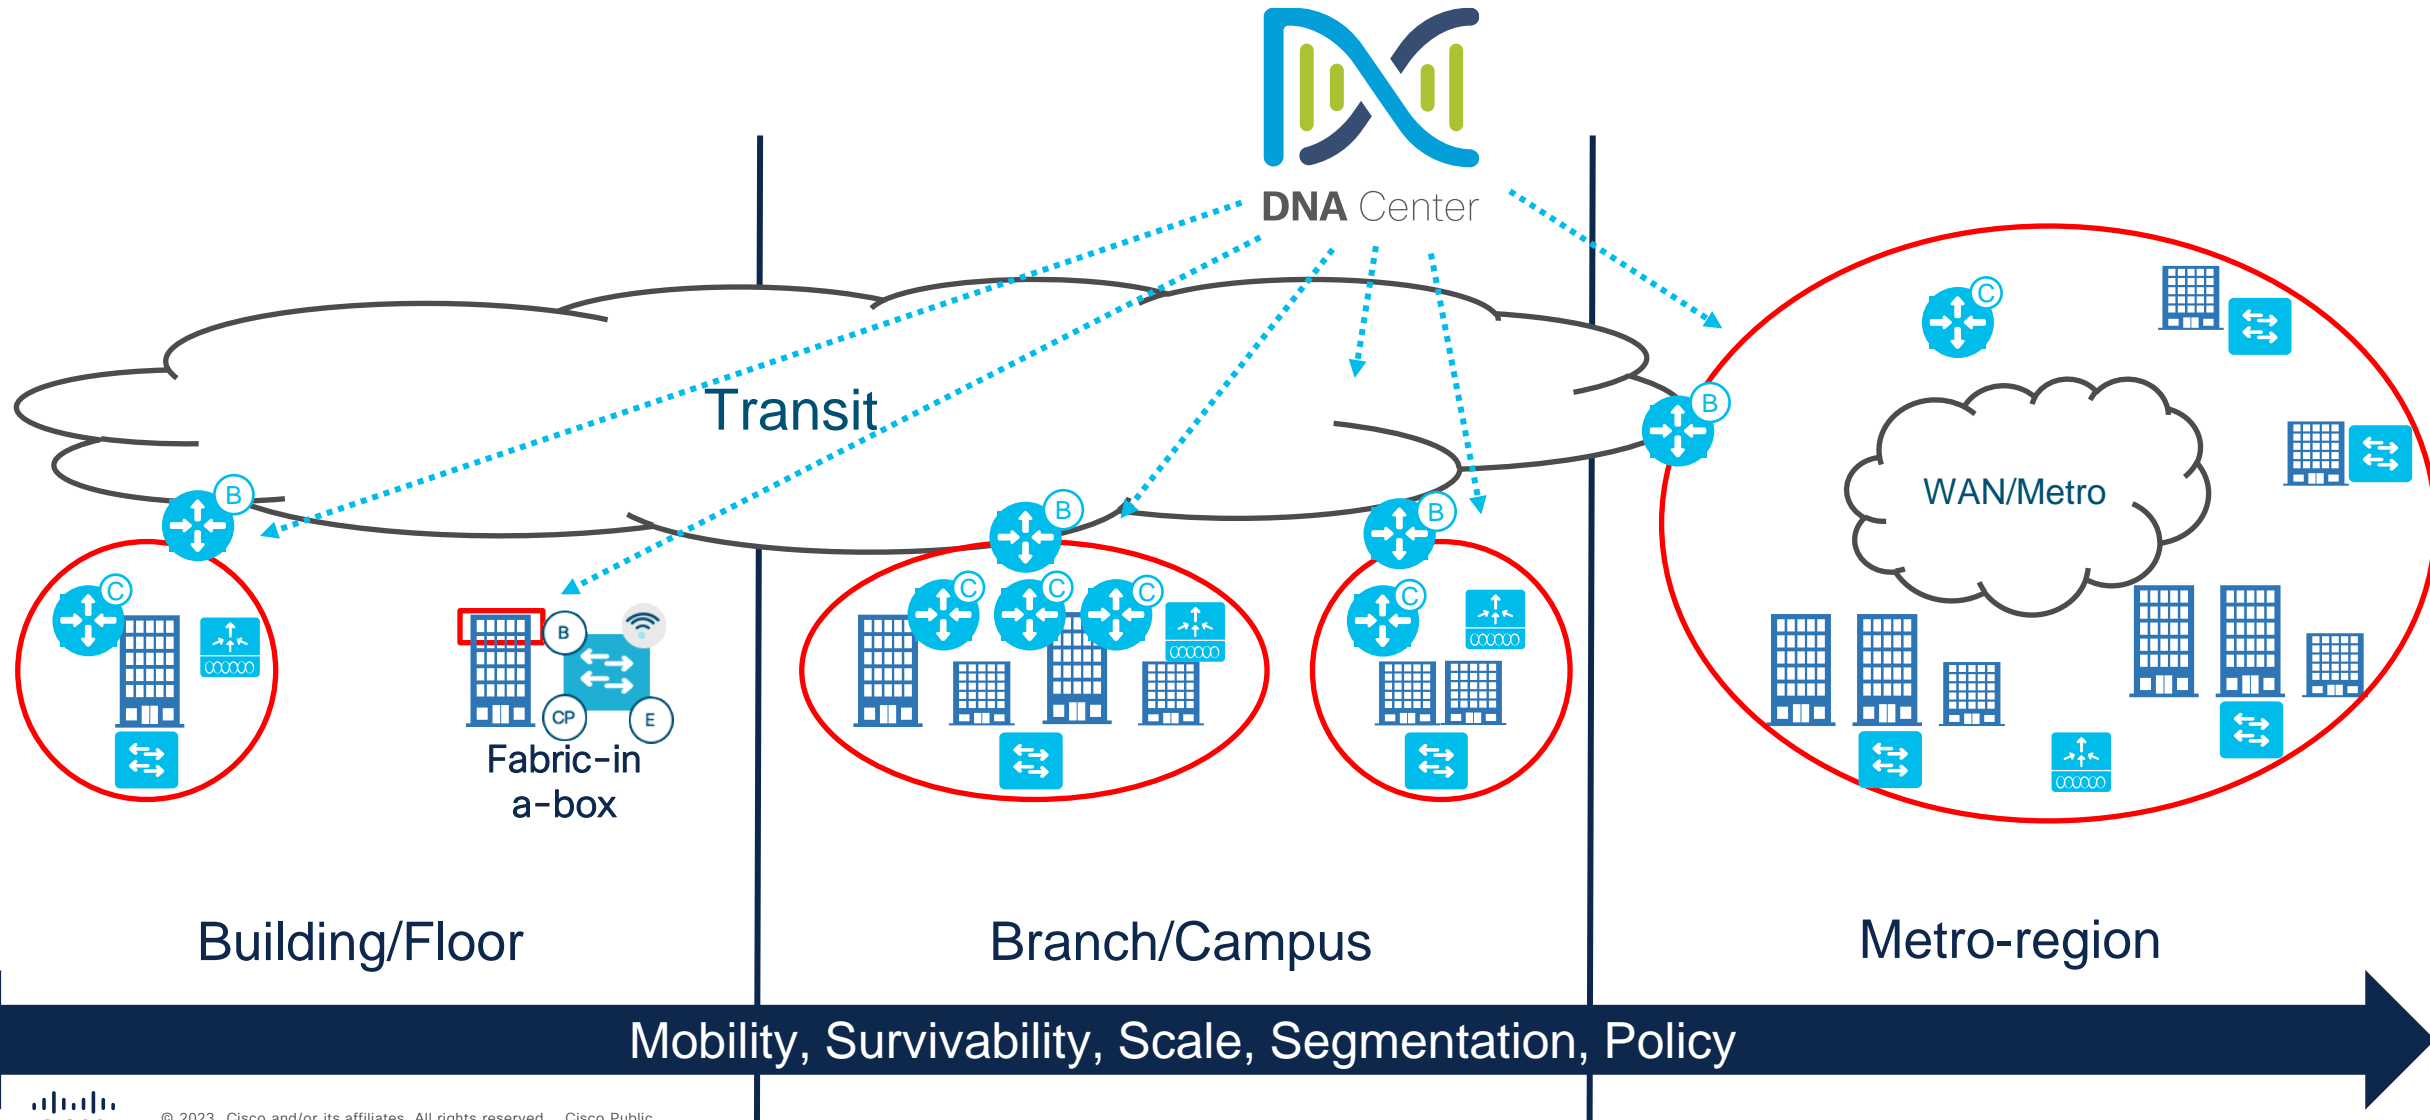 DNA Center
Transit
B
C
B
CP
E
Fabric-in
a-box
B
C
C
C
B
C
B
C
WAN/Metro
Building/Floor
Branch/Campus
Metro-region
Mobility, Survivability, Scale, Segmentation, Policy
© 2023 Cisco and/or its affiliates. All rights reserved. Cisco Public